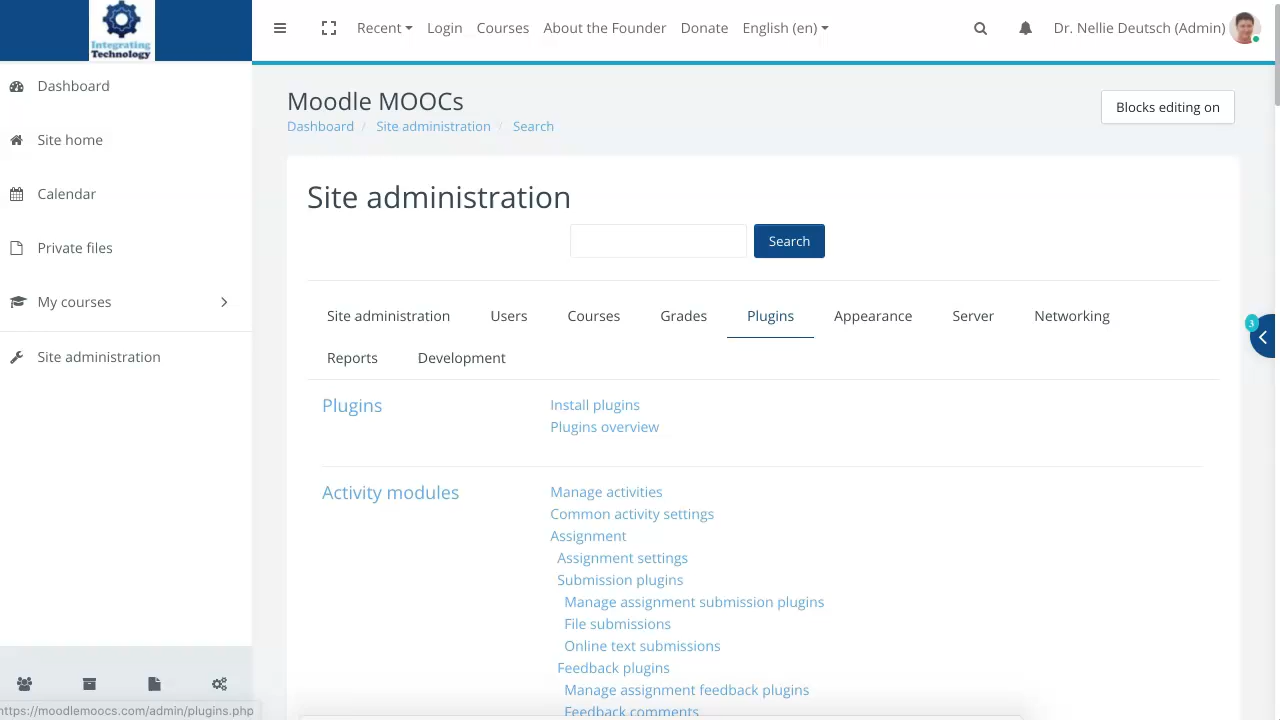 Integrating
Technology
Recent
Login
Courses
About the Founder
Donate
English (en)
Dr. Nellie Deutsch (Admin)
Dashboard
Site home
Calendar
Private files
My courses
Site administration
Moodle MOOCs
Dashboard / Site administration / Search
Blocks editing on
Site administration
Search
Site administration
Users
Courses
Grades
Plugins
Appearance
Server
Networking
Reports
Development
3
Plugins
Install plugins
Plugins overview
Activity modules
Manage activities
Common activity settings
Assignment
Assignment settings
Submission plugins
Manage assignment submission plugins
File submissions
Online text submissions
Feedback plugins
Manage assignment feedback plugins
Feedback comments
https://moodlemoocs.com/admin/plugins.php